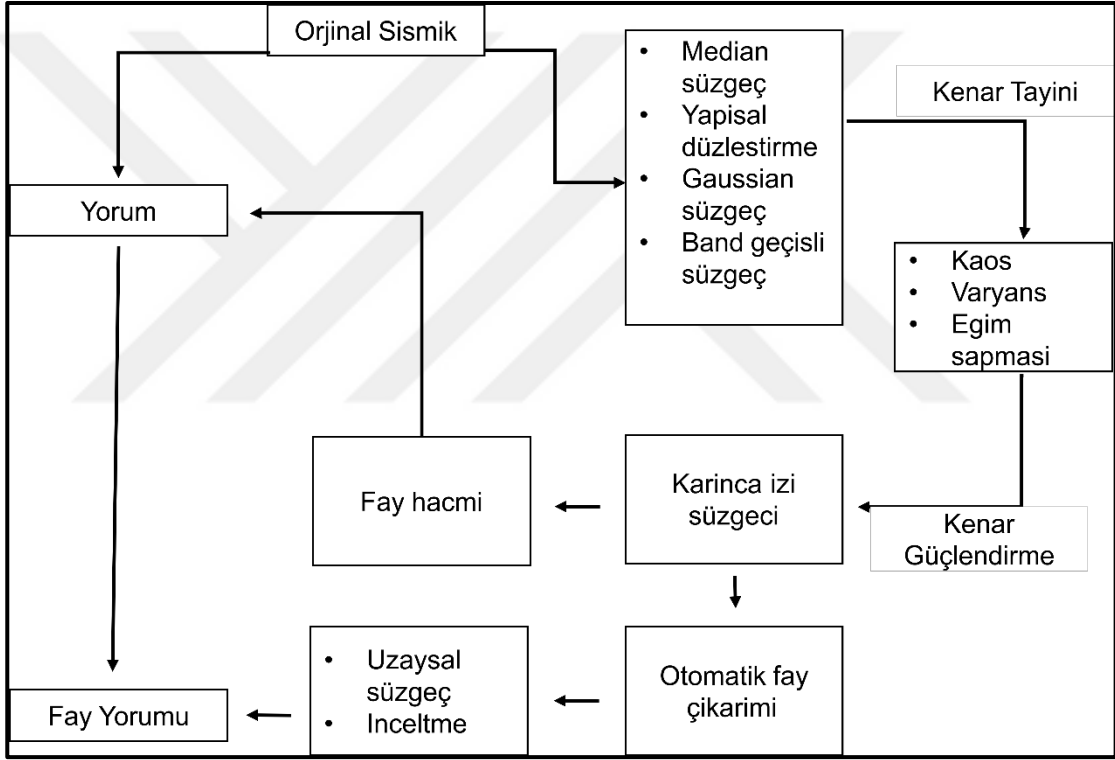 Orjinal Sismik
• Median
süzgeç
• Yapisal
düzlestirme
• Gaussian
süzgeç
• Band geçisli
süzgeç
Kenar Tayini
Yorum
• Kaos
• Varyans
• Egim
sapmasi
Fay hacmi
Karinca izi
süzgeci
Kenar
Güçlendirme
Fay Yorumu
• Uzaysal
süzgeç
• Inceltme
Otomatik fay
çikarimi